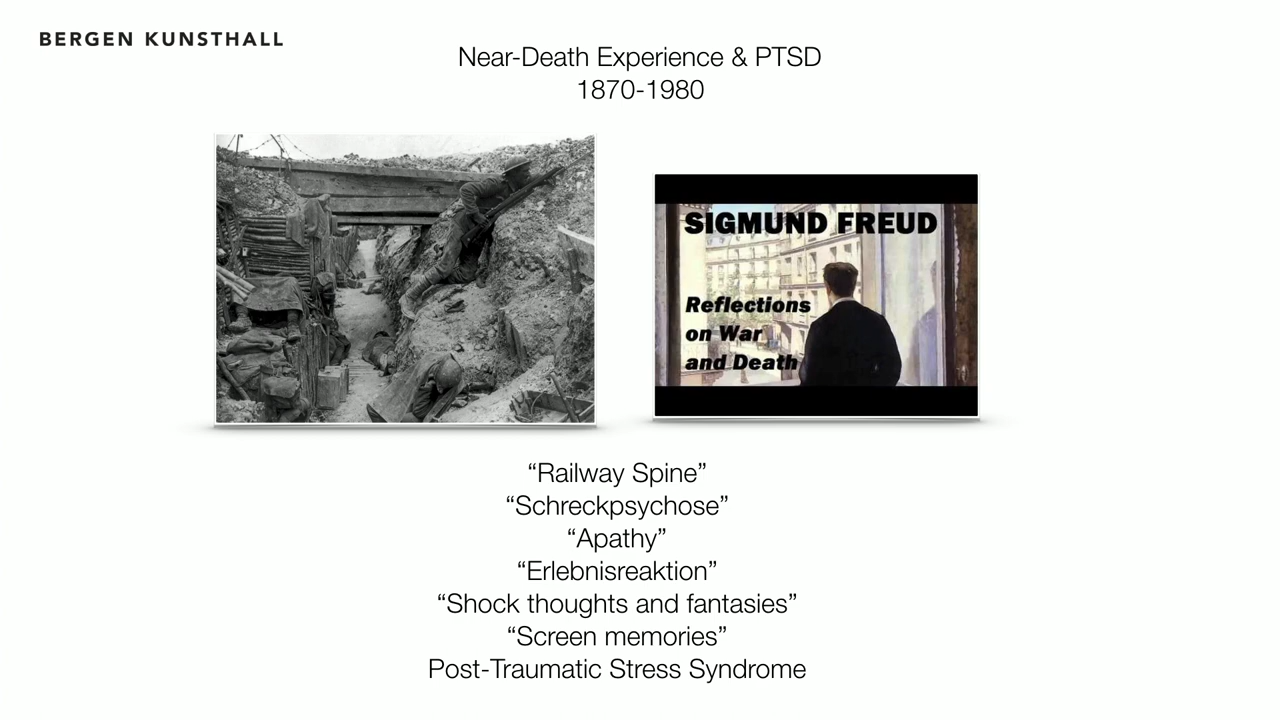 BERGEN KUNSTHALL
Near-Death Experience & PTSD
1870-1980
SIGMUND FREUD
Reflections
on War
and Death
“Railway Spine”
“Schreckpsychose”
“Apathy”
“Erlebnisreaktion”
“Shock thoughts and fantasies”
“Screen memories”
Post-Traumatic Stress Syndrome